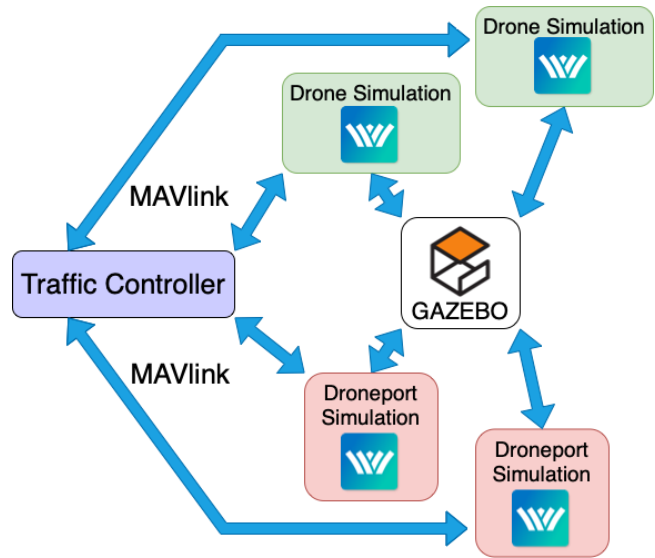 Drone Simulation
Drone Simulation
MAVlink
Traffic Controller
GAZEBO
MAVlink
Droneport
Simulation
Droneport
Simulation